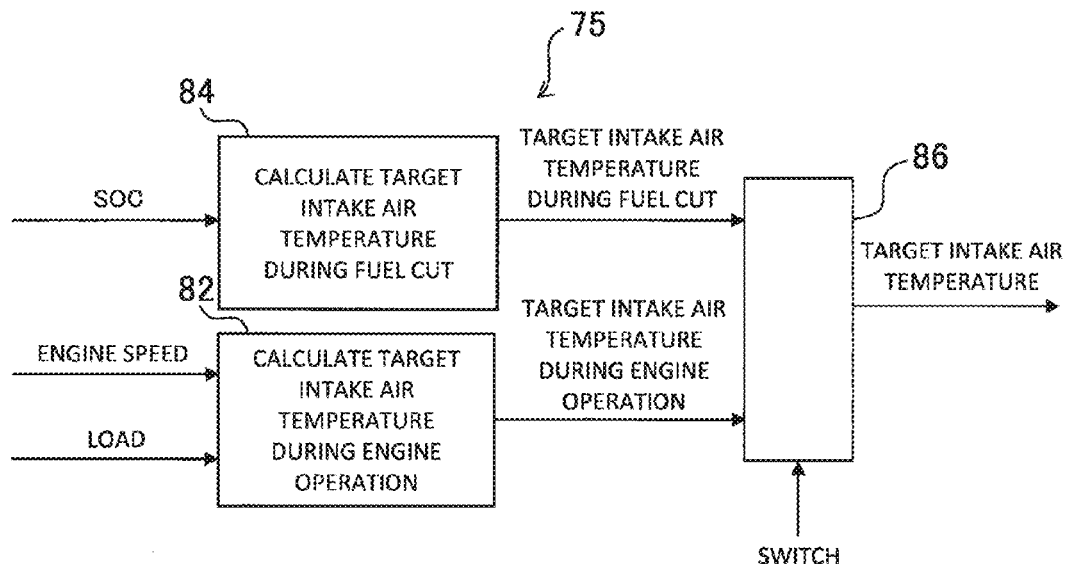 75
84
CALCULATE TARGET
INTAKE AIR
TEMPERATURE
DURING FUEL CUT
SOC
TARGET INTAKE AIR
TEMPERATURE
DURING FUEL CUT
86
TARGET INTAKE AIR
TEMPERATURE
82
ENGINE SPEED
LOAD
CALCULATE TARGET
INTAKE AIR
TEMPERATURE
DURING ENGINE
OPERATION
TARGET INTAKE AIR
TEMPERATURE
DURING ENGINE
OPERATION
SWITCH